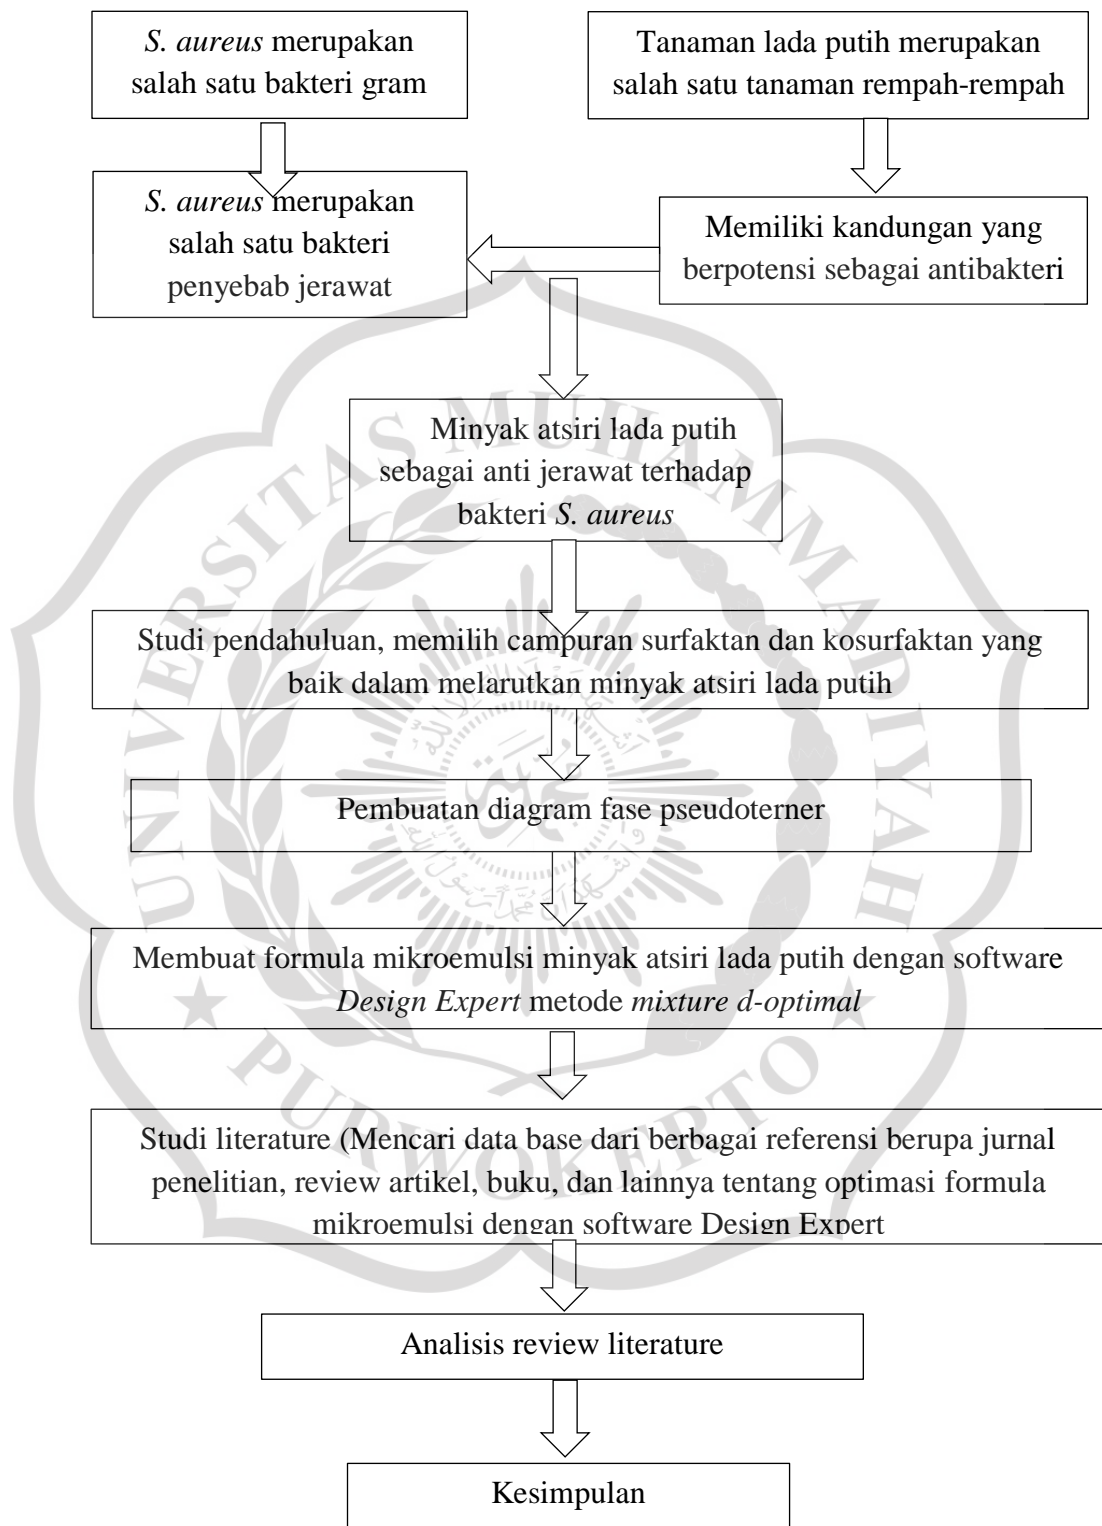 S. aureus merupakan
salah satu bakteri gram
Tanaman lada putih merupakan
salah satu tanaman rempah-rempah
S. aureus merupakan
salah satu bakteri
penyebab jerawat
Memiliki kandungan yang
berpotensi sebagai antibakteri
Minyak atsiri lada putih
sebagai anti jerawat terhadap
bakteri S. aureus
Studi pendahuluan, memilih campuran surfaktan dan kosurfaktan yang
baik dalam melarutkan minyak atsiri lada putih
Pembuatan diagram fase pseudoterner
Membuat formula mikroemulsi minyak atsiri lada putih dengan software
Design Expert metode mixture d-optimal
Studi literature (Mencari data base dari berbagai referensi berupa jurnal
penelitian, review artikel, buku, dan lainnya tentang optimasi formula
mikroemulsi dengan software Design Expert
Analisis review literature
Kesimpulan
UNIVERSITAS MUHAMMADIYAH
PURWOKERTO